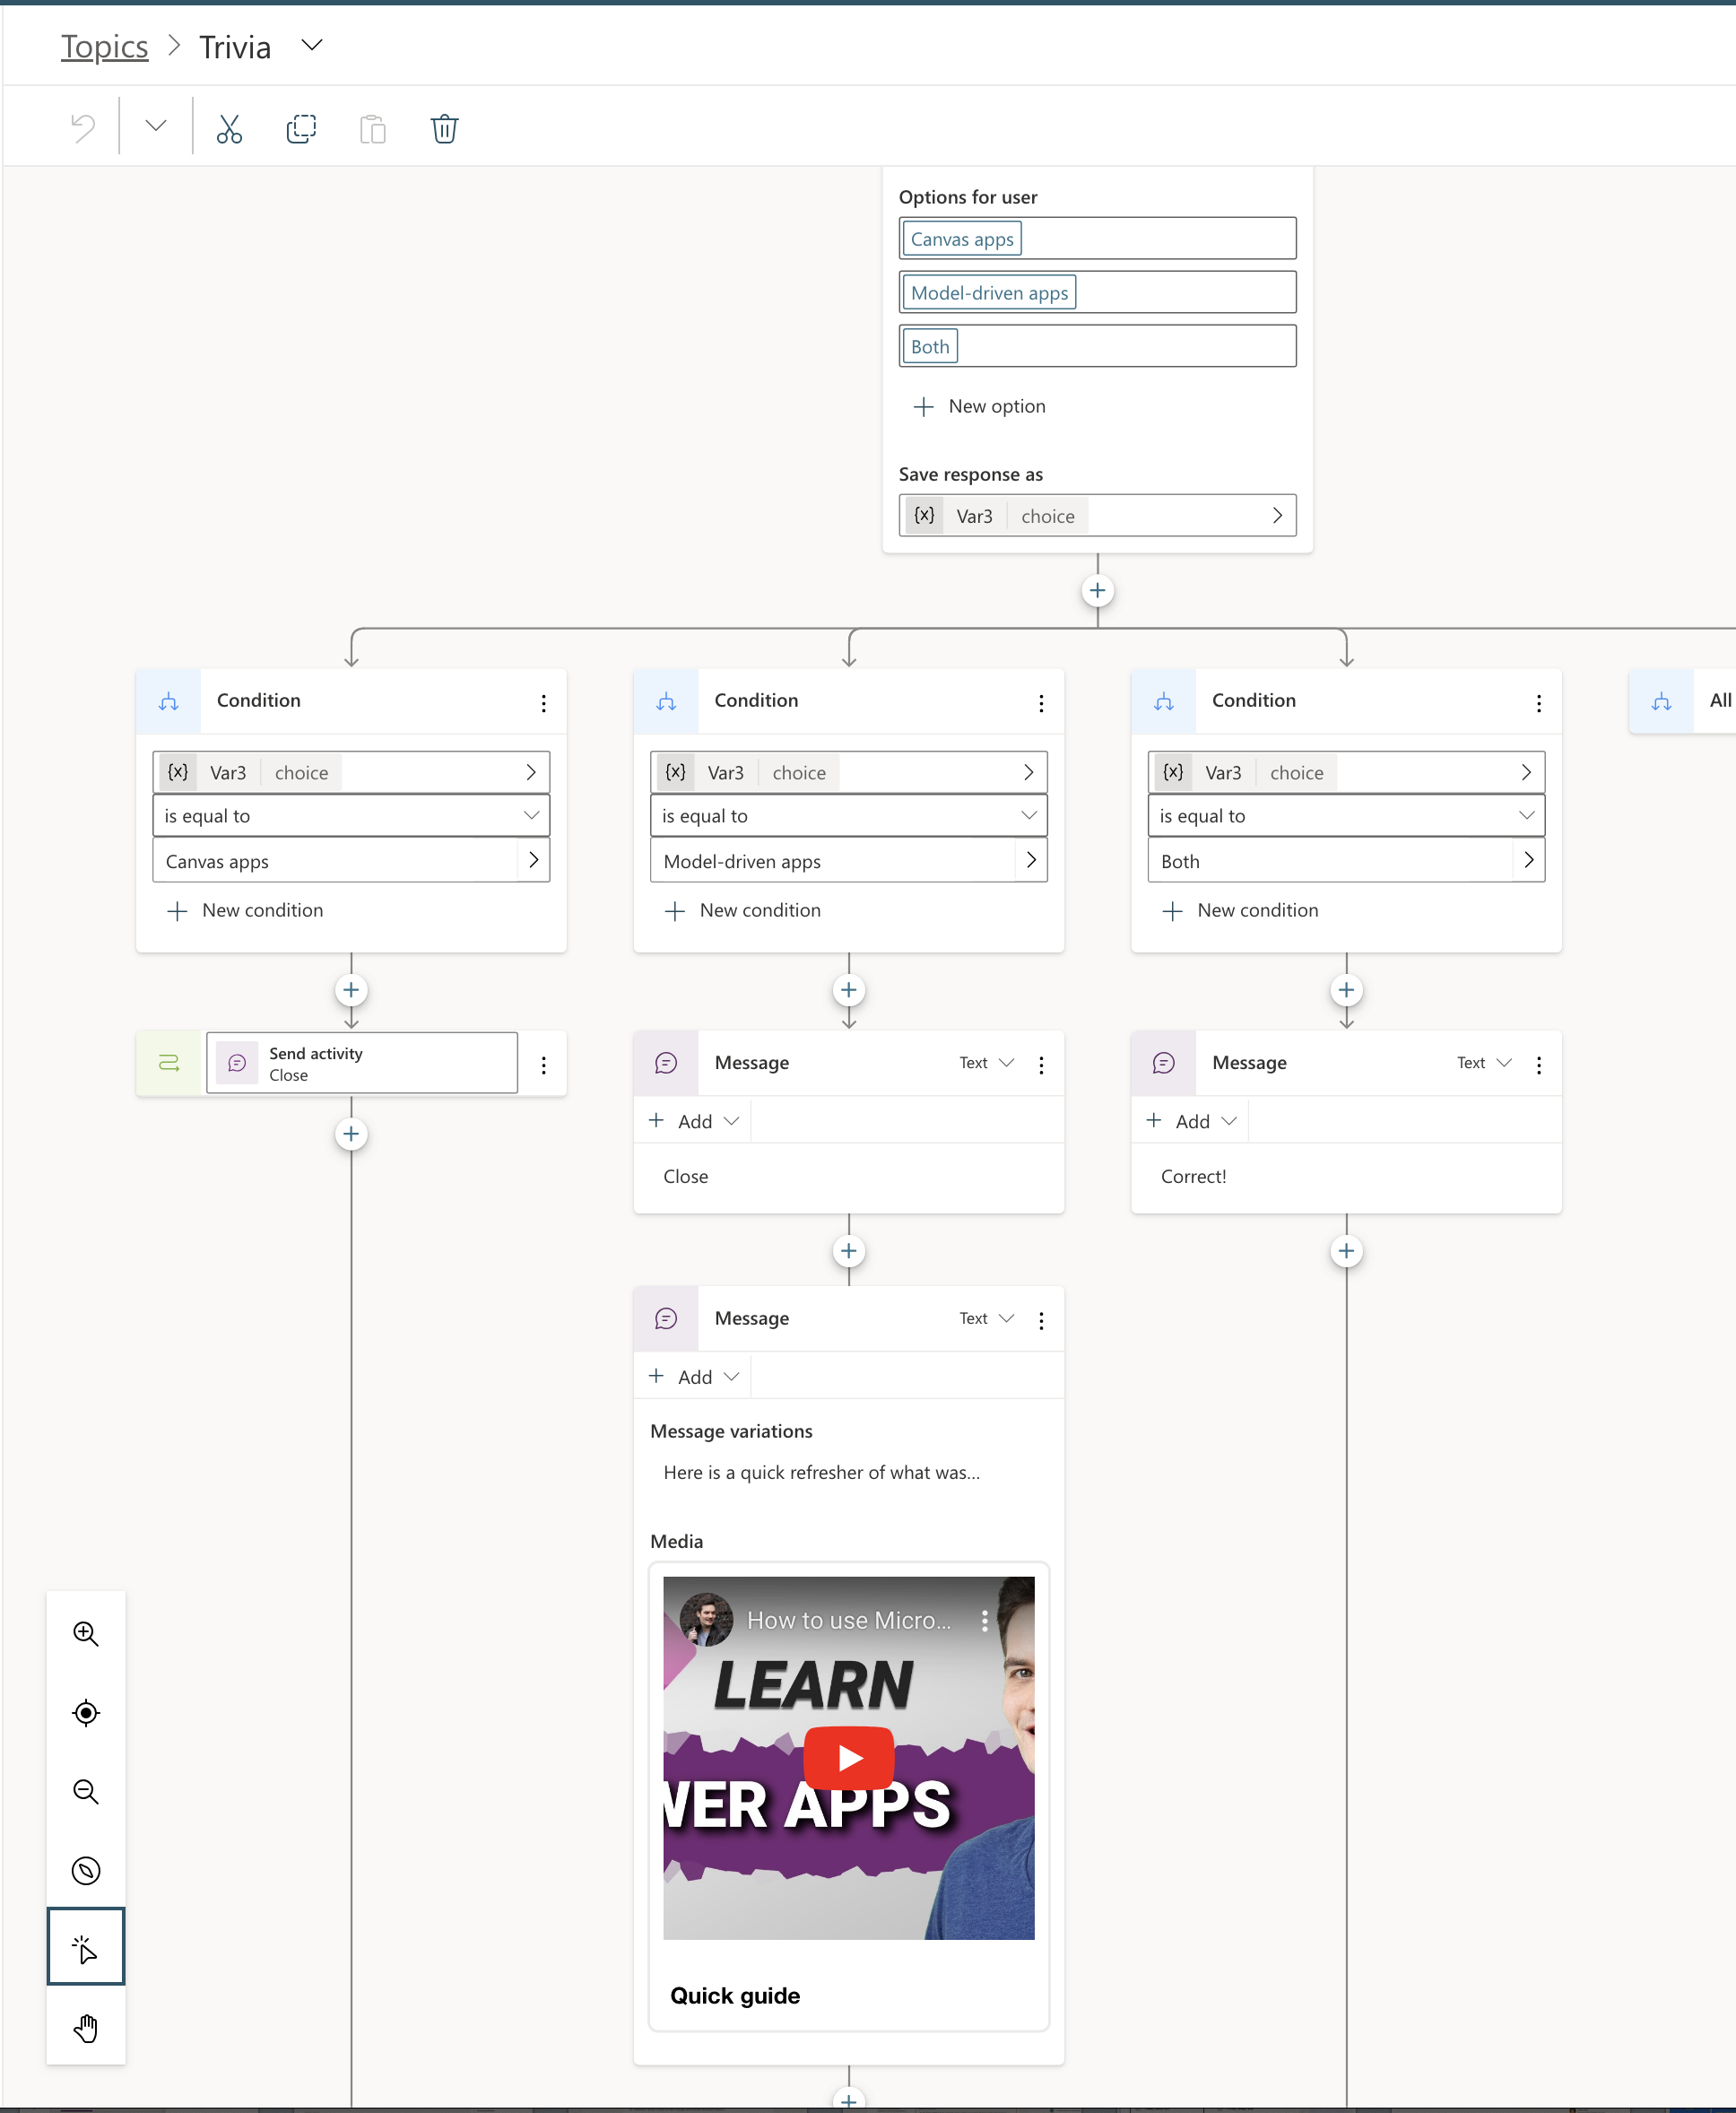 Topics > Trivia
Options for user
Canvas apps
Model-driven apps
Both
+ New option
Save response as
{x} Var3 choice
Condition
{x} Var3 choice
is equal to
Canvas apps
+ New condition
Send activity
Close
Condition
{x} Var3 choice
is equal to
Model-driven apps
+ New condition
Message Text
+ Add
Close
Message Text
+ Add
Message variations
Here is a quick refresher of what was...
Media
How to use Micro...
LEARN
WER APPS
Quick guide
Condition
{x} Var3 choice
is equal to
Both
+ New condition
Message Text
+ Add
Correct!
All